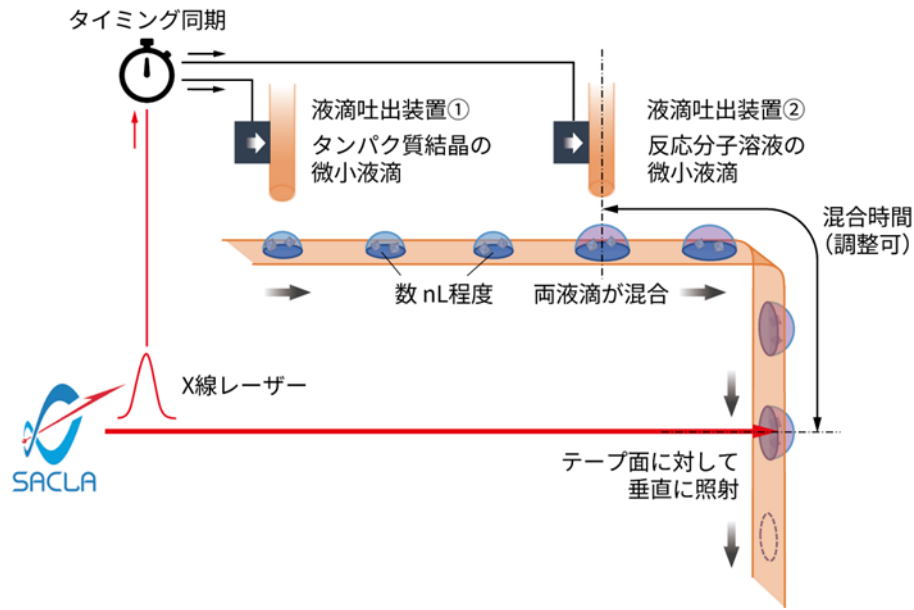 タイミング同期
液滴吐出装置①
タンパク質結晶の
微小液滴
液滴吐出装置②
反応分子溶液の
微小液滴
混合時間
（調整可）
数 nL程度
両液滴が混合
X線レーザー
SACLA
テープ面に対して
垂直に照射